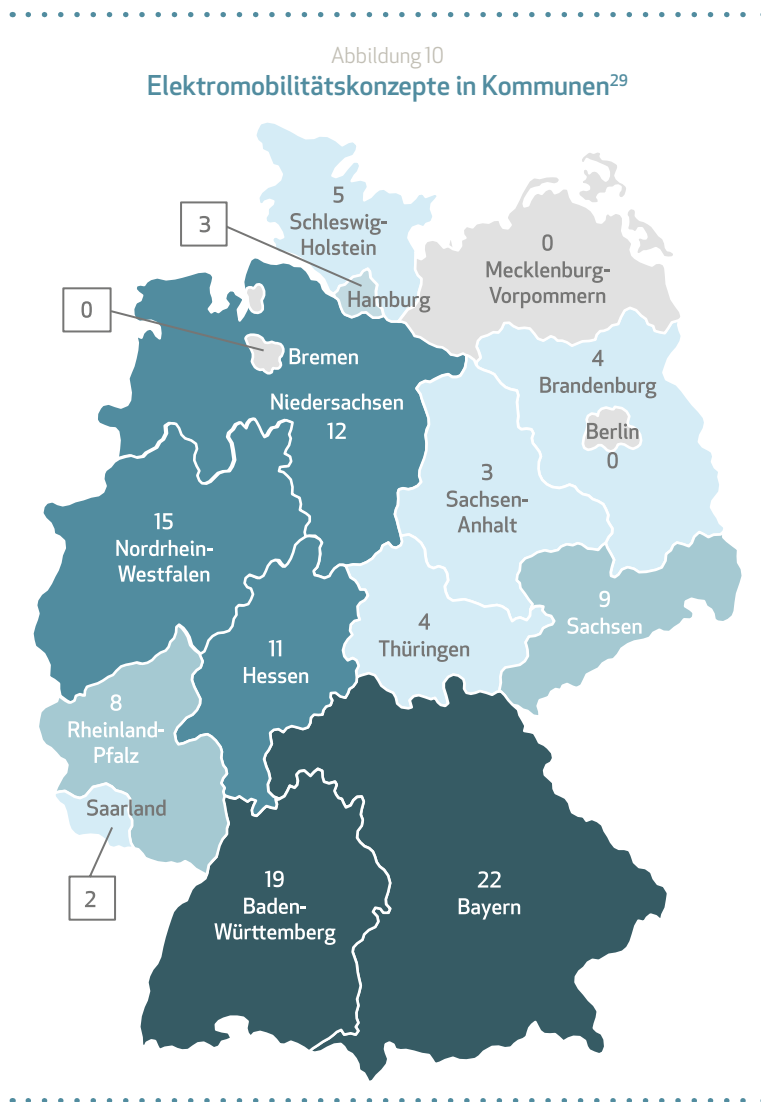 Abbildung 10
Elektromobilitätskonzepte in Kommunen²⁹
5
Schleswig-
Holstein
3
Hamburg
0
Mecklenburg-
Vorpommern
0
Bremen
Niedersachsen
12
4
Brandenburg
Berlin
0
3
Sachsen-
Anhalt
15
Nordrhein-
Westfalen
9
Sachsen
4
Thüringen
11
Hessen
8
Rheinland-
Pfalz
Saarland
2
19
Baden-
Württemberg
22
Bayern